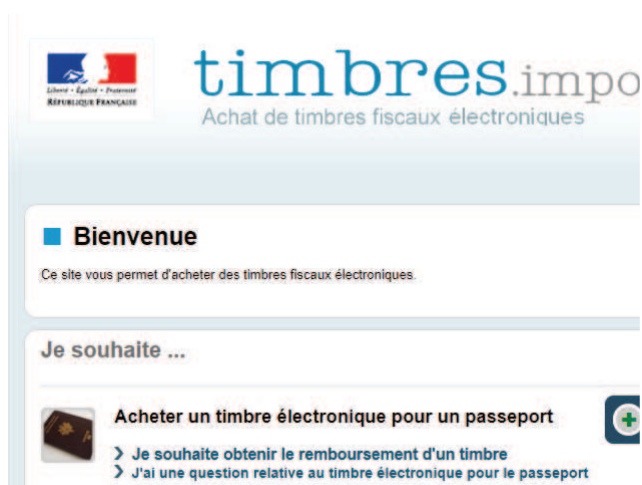 timbres.impo
Liberté • Égalité • Fraternité
RÉPUBLIQUE FRANÇAISE
Achat de timbres fiscaux électroniques
Bienvenue
Ce site vous permet d'acheter des timbres fiscaux électroniques.
Je souhaite ...
Acheter un timbre électronique pour un passeport
❯ Je souhaite obtenir le remboursement d'un timbre
❯ J'ai une question relative au timbre électronique pour le passeport